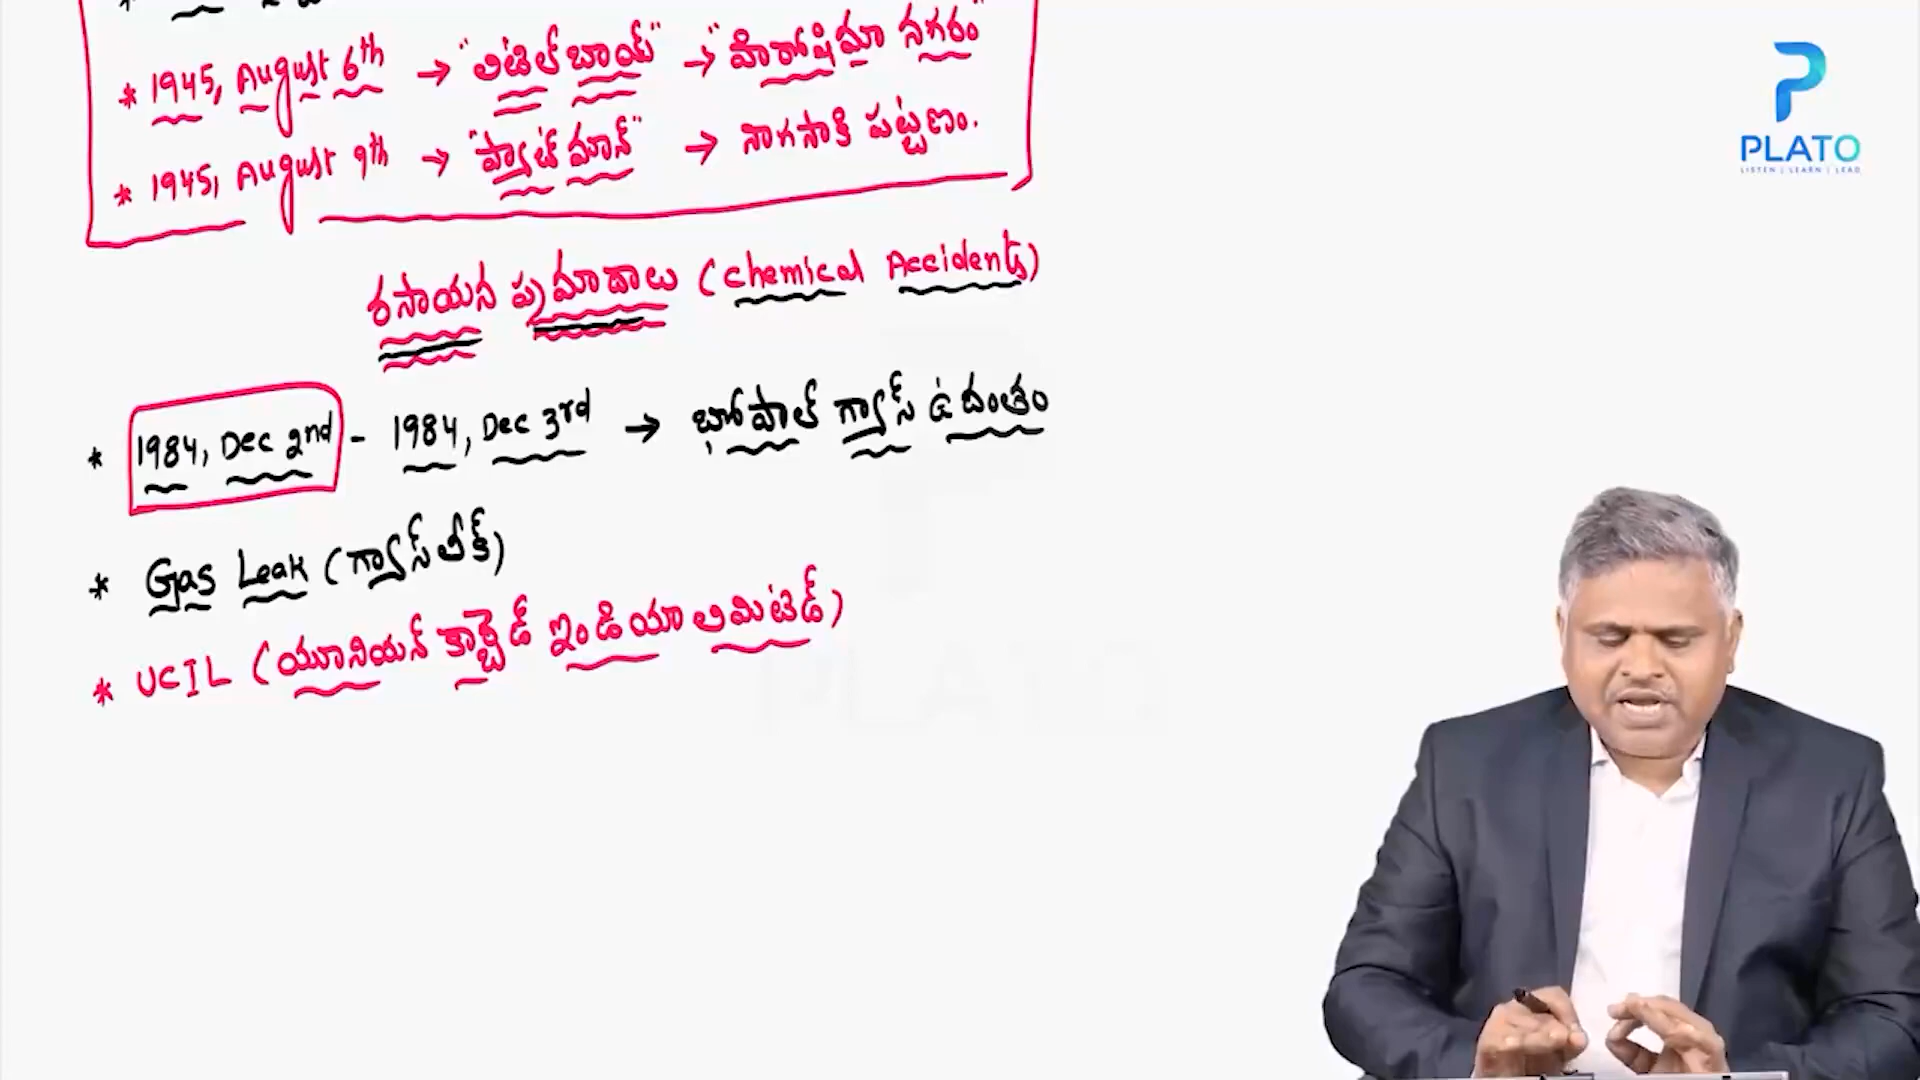 * 1945, August 6th → "లిటిల్ బాయ్" → "హిరోషిమా నగరం"
* 1945, August 9th → "ఫ్యాట్ మాన్" → నాగసాకి పట్టణం.
రసాయన ప్రమాదాలు (Chemical Accidents)
* 1984, Dec 2nd - 1984, Dec 3rd → భోపాల్ గ్యాస్ ఉదంతం
* Gas Leak (గ్యాస్ లీక్)
* UCIL (యూనియన్ కార్బైడ్ ఇండియా లిమిటెడ్)
PLATO
LISTEN | LEARN | LEAD
PLATO